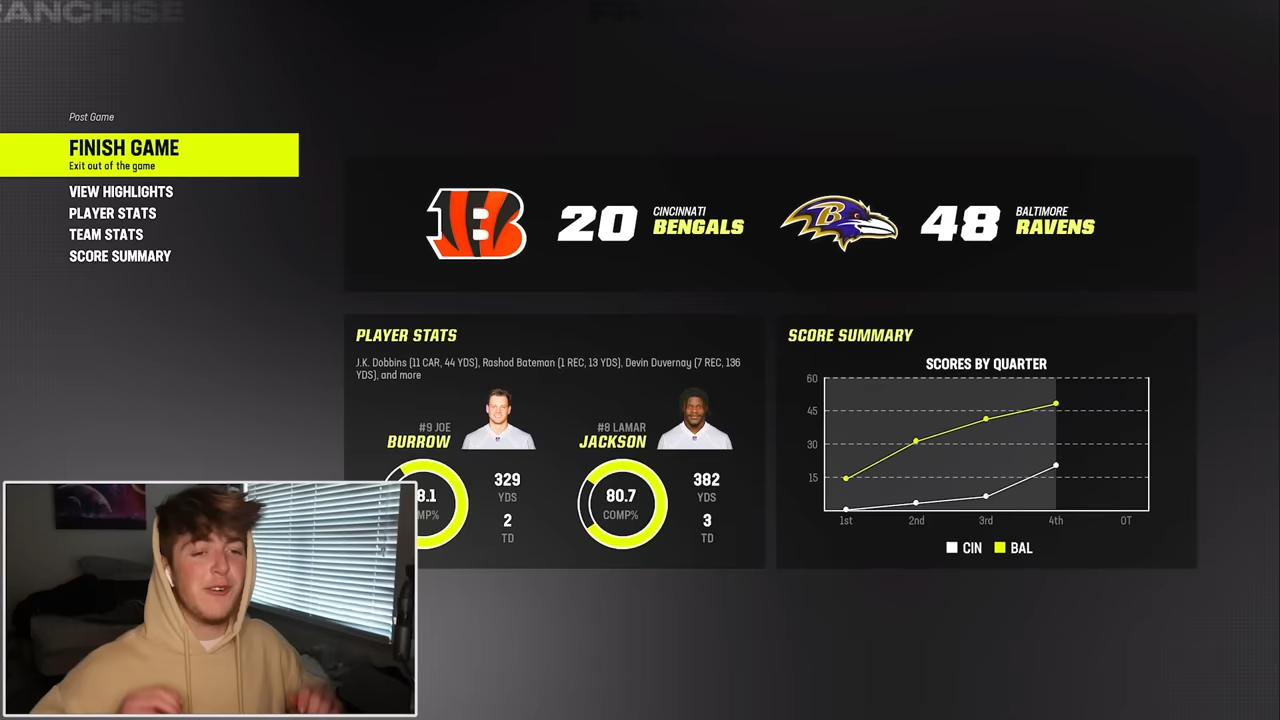 ANCHISE
Post Game
FINISH GAME
Exit out of the game
VIEW HIGHLIGHTS
PLAYER STATS
TEAM STATS
SCORE SUMMARY
20 CINCINNATI BENGALS
48 BALTIMORE RAVENS
PLAYER STATS
J.K. Dobbins (11 CAR, 44 YDS), Rashod Bateman (1 REC, 13 YDS), Devin Duvernay (7 REC, 136
YDS), and more
#9 JOE
BURROW
8.1
MP%
329
YDS
2
TD
#8 LAMAR
JACKSON
80.7
COMP%
382
YDS
3
TD
SCORE SUMMARY
SCORES BY QUARTER
60
45
30
15
1st 2nd 3rd 4th OT
CIN BAL